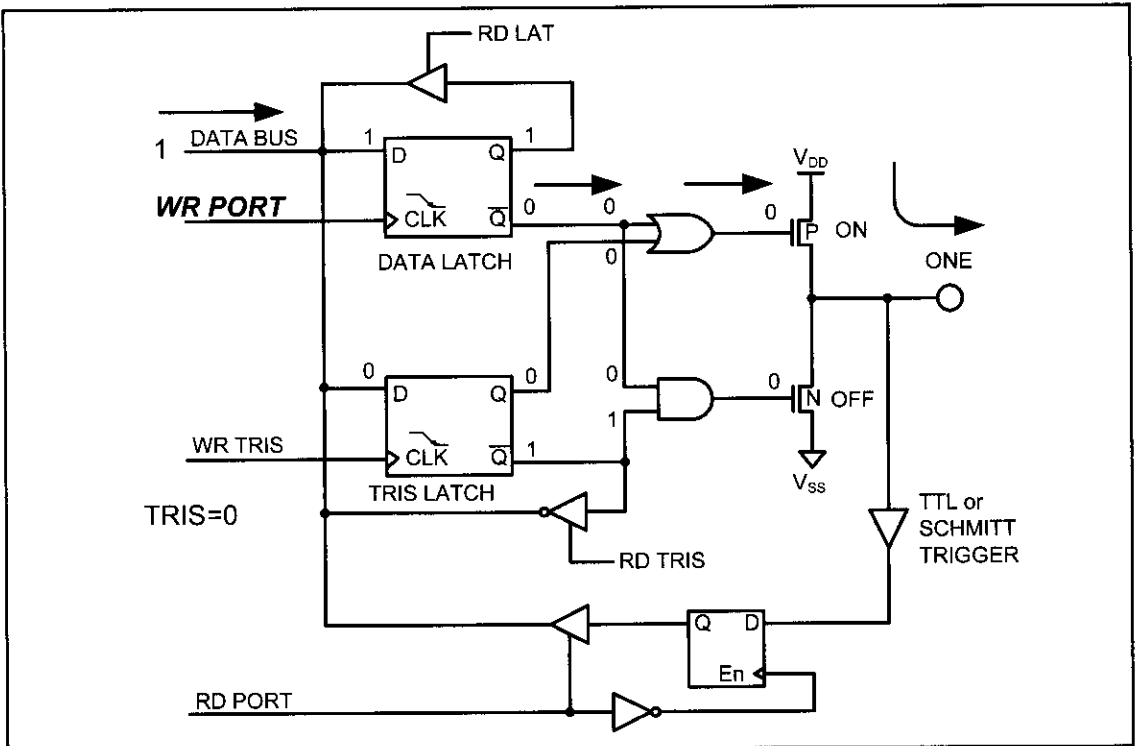 RD LAT
1 DATA BUS
1 D Q 1
WR PORT
CLK Q 0 0
DATA LATCH
0
0 P ON
V_DD
ONE
0 D Q 0
0
1
0 N OFF
V_SS
WR TRIS
CLK Q 1
TRIS LATCH
TRIS=0
RD TRIS
TTL or
SCHMITT
TRIGGER
Q D
En
RD PORT